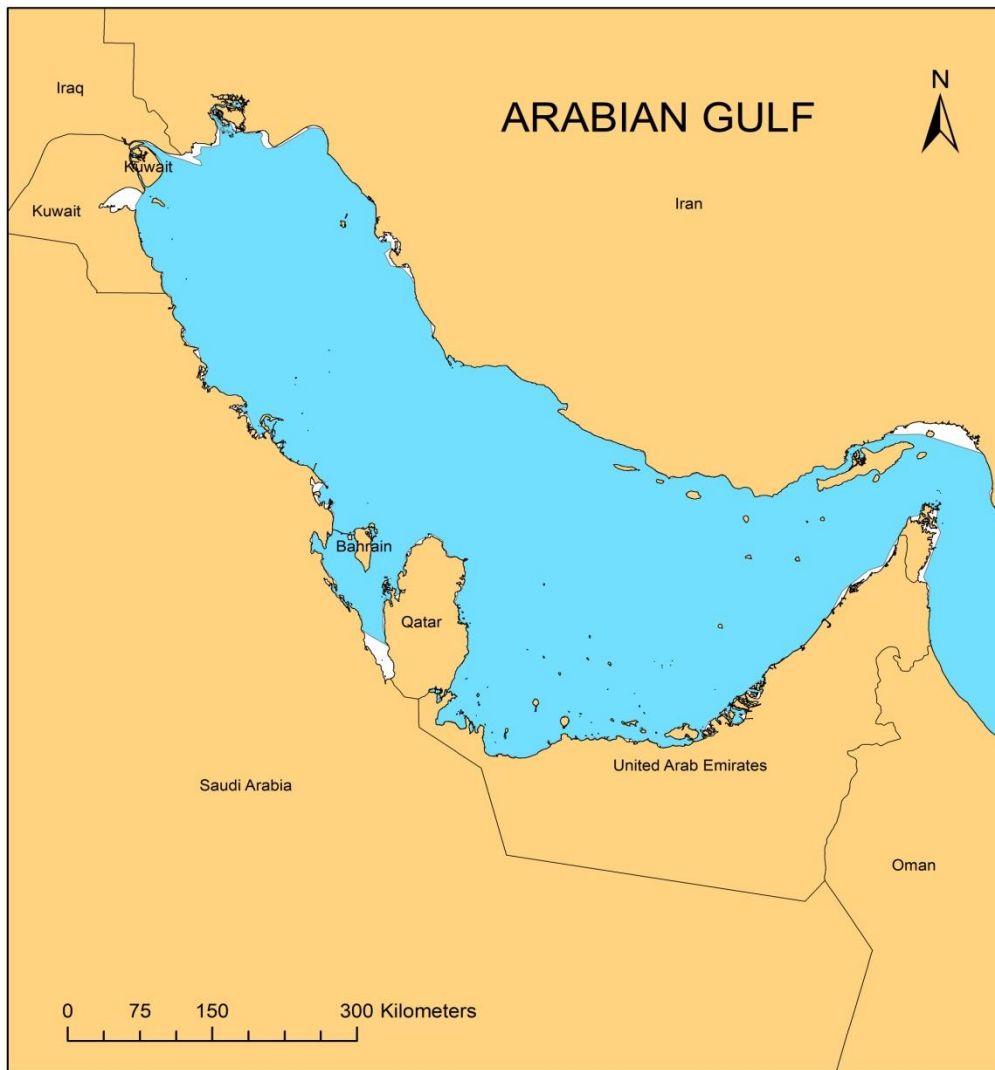 ARABIAN GULF
N
Iraq
Kuwait
Kuwait
Iran
Bahrain
Qatar
United Arab Emirates
Saudi Arabia
Oman
0 75 150 300 Kilometers